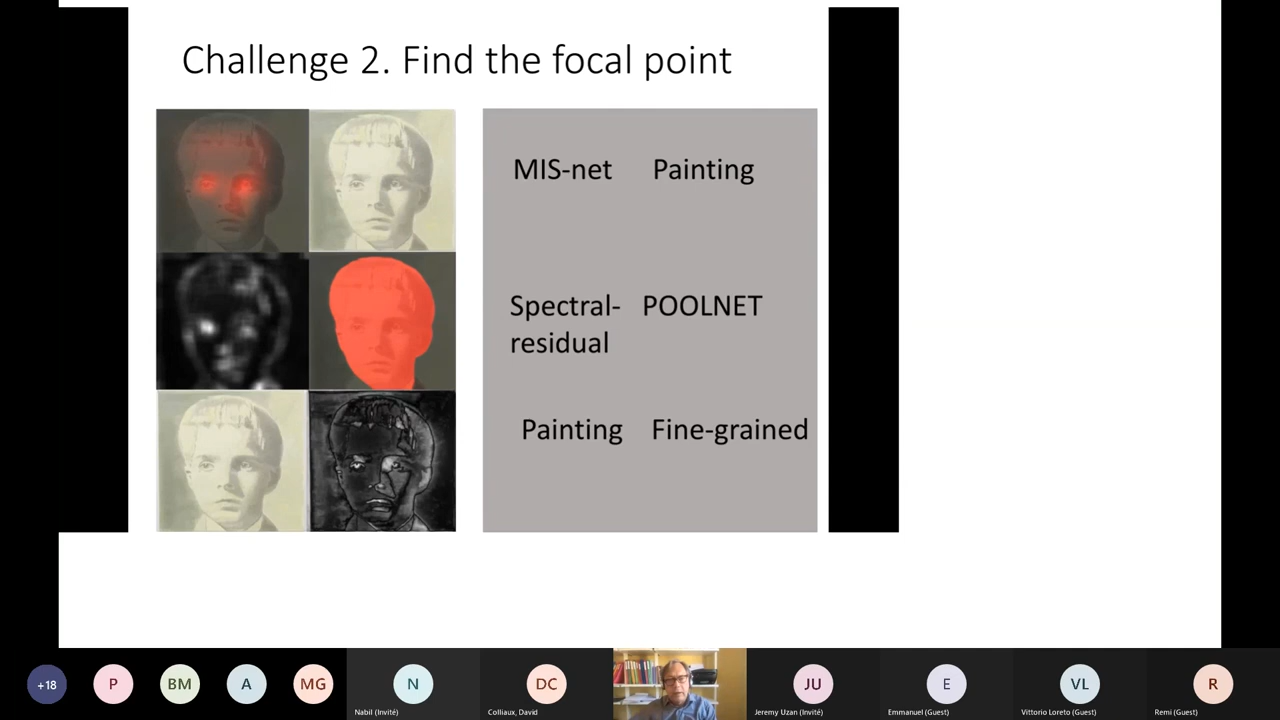 Challenge 2. Find the focal point
MIS-net Painting
Spectral- POOLNET
residual
Painting Fine-grained
+18 P BM A MG N DC JU E VL R
Nabil (Invité) Colliaux, David Jeremy Uzan (Invité) Emmanuel (Guest) Vittorio Loreto (Guest) Remi (Guest)